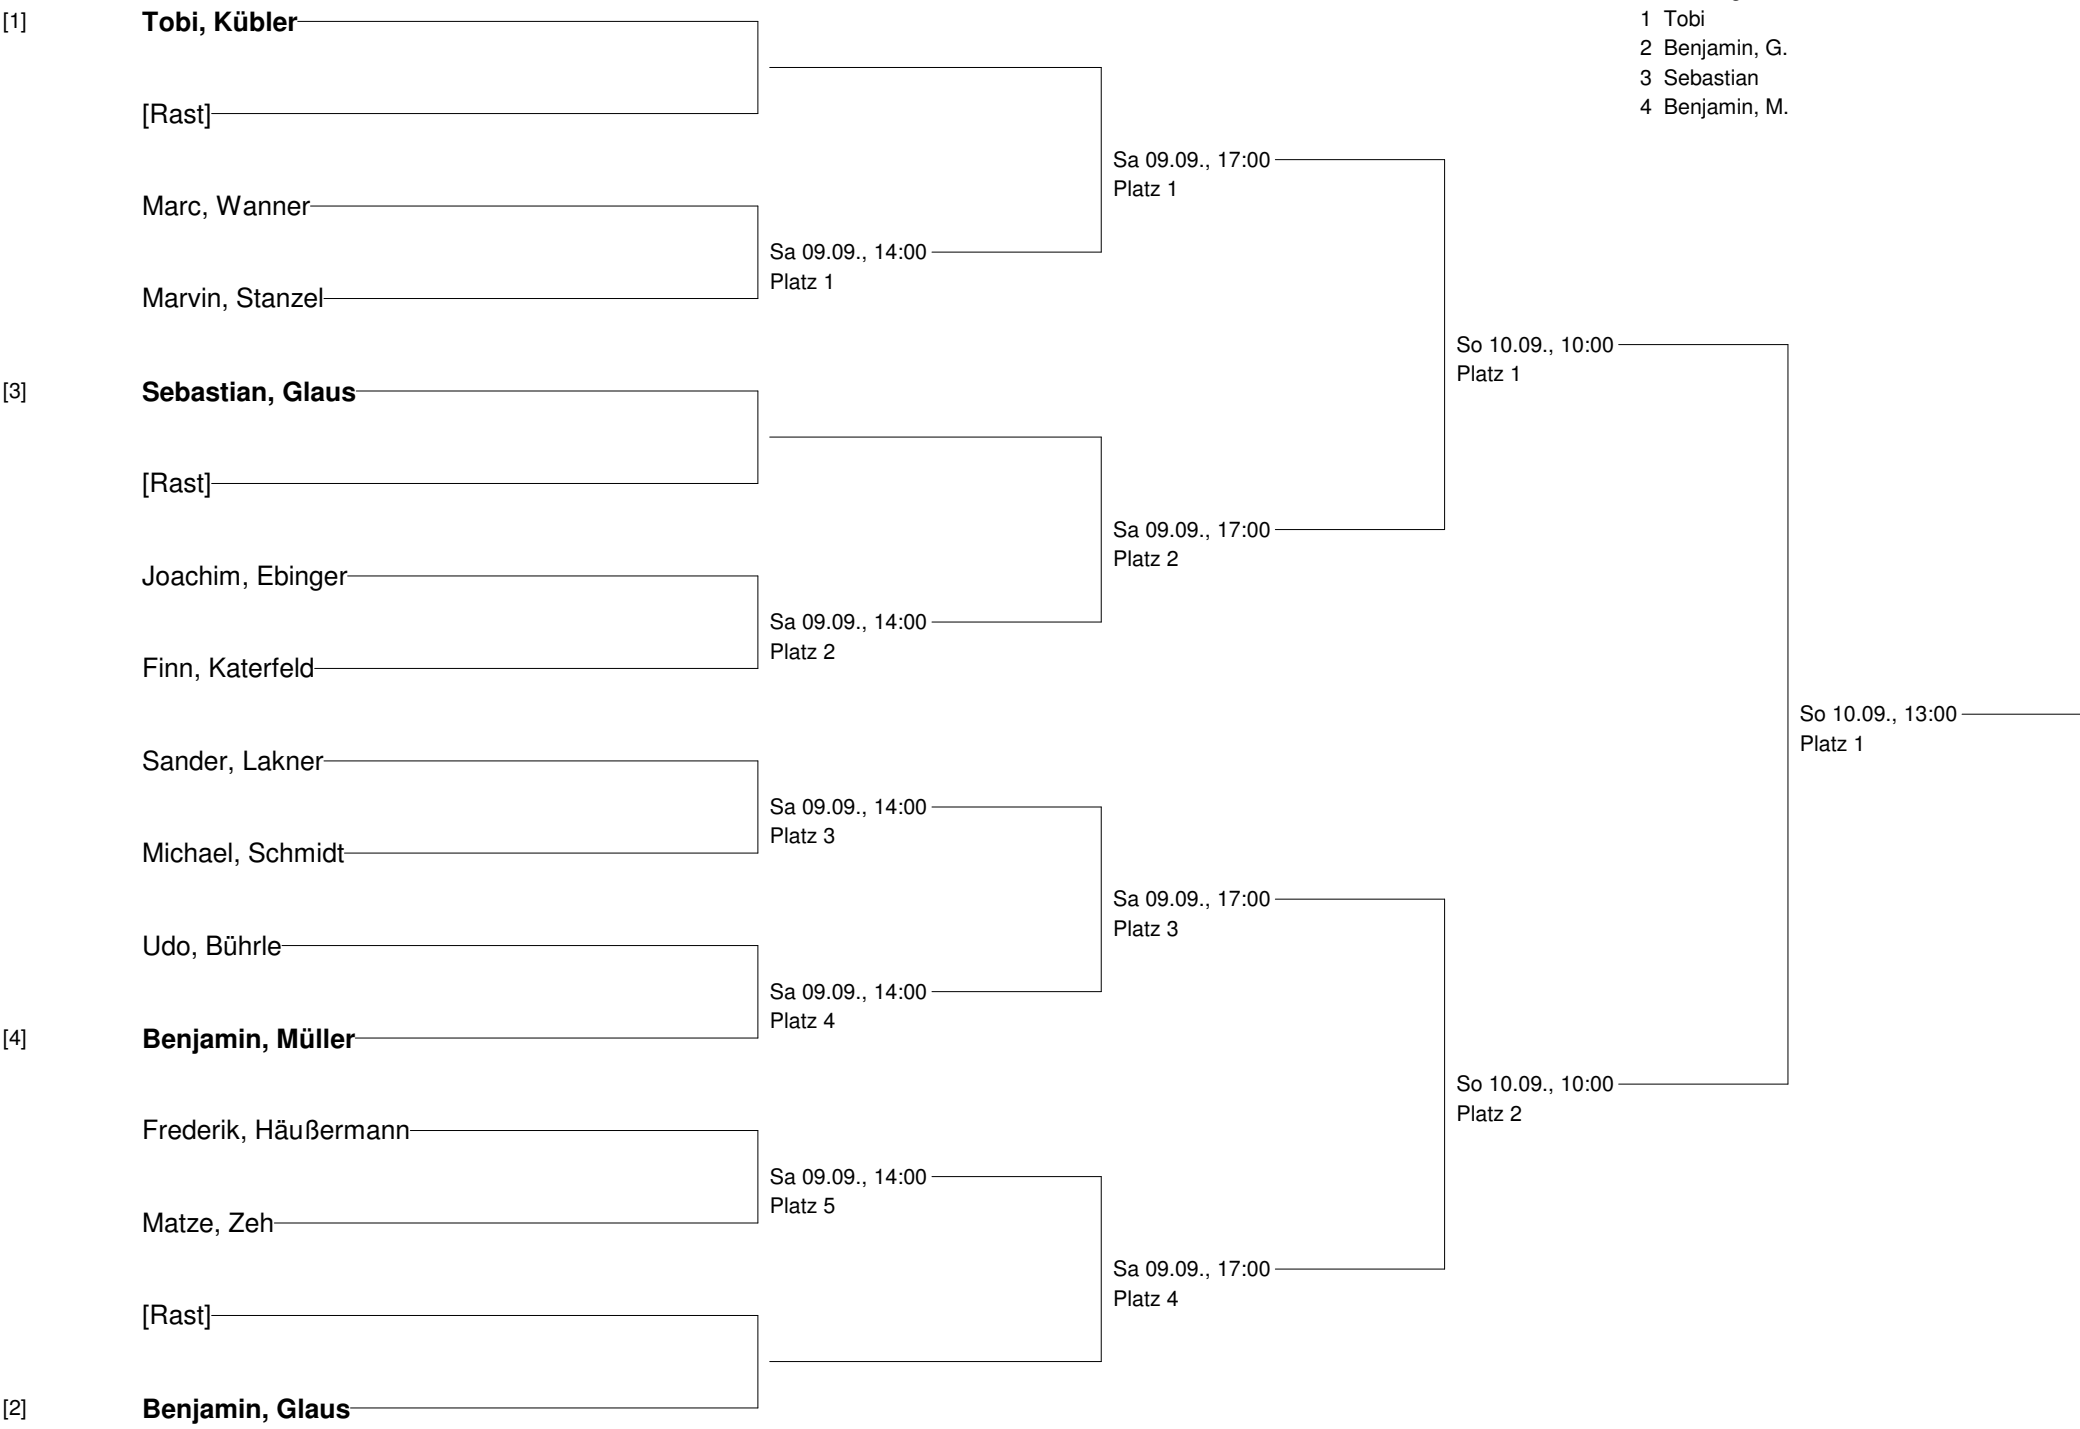 1 Tobi
2 Benjamin, G.
3 Sebastian
4 Benjamin, M.
[1] Tobi, Kübler
[Rast]
Sa 09.09., 17:00
Platz 1
Marc, Wanner
Sa 09.09., 14:00
Platz 1
Marvin, Stanzel
So 10.09., 10:00
Platz 1
[3] Sebastian, Glaus
[Rast]
Sa 09.09., 17:00
Platz 2
Joachim, Ebinger
Sa 09.09., 14:00
Platz 2
Finn, Katerfeld
So 10.09., 13:00
Platz 1
Sander, Lakner
Sa 09.09., 14:00
Platz 3
Michael, Schmidt
Sa 09.09., 17:00
Platz 3
Udo, Bührle
Sa 09.09., 14:00
Platz 4
[4] Benjamin, Müller
So 10.09., 10:00
Platz 2
Frederik, Häußermann
Sa 09.09., 14:00
Platz 5
Matze, Zeh
Sa 09.09., 17:00
Platz 4
[Rast]
[2] Benjamin, Glaus